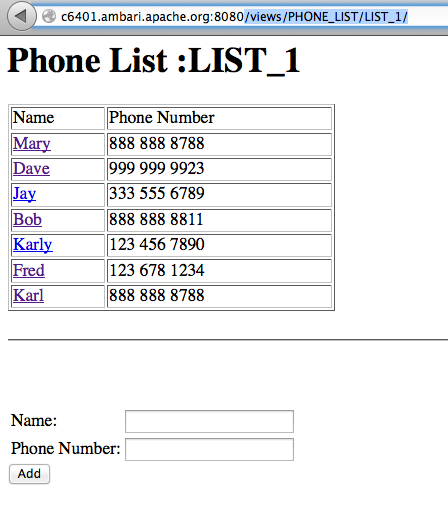 c6401.ambari.apache.org:8080/views/PHONE_LIST/LIST_1/
Phone List :LIST_1
Name Phone Number
Mary 888 888 8788
Dave 999 999 9923
Jay 333 555 6789
Bob 888 888 8811
Karly 123 456 7890
Fred 123 678 1234
Karl 888 888 8788
Name:
Phone Number:
Add